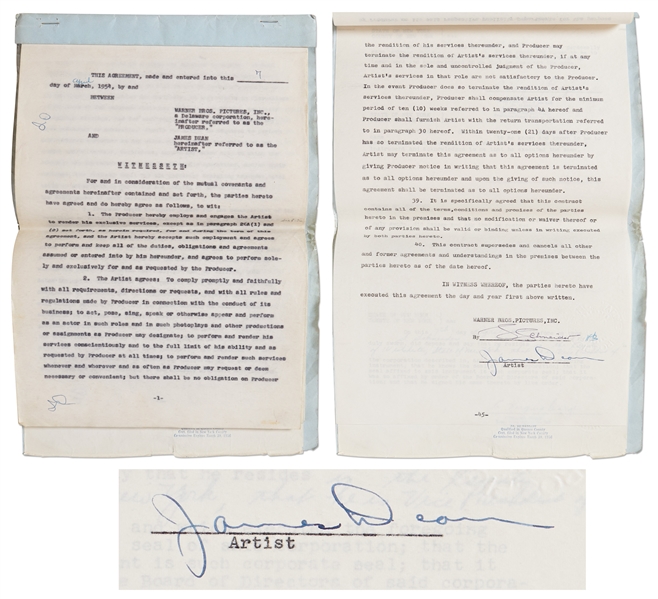 THIS AGREEMENT, made and entered into this 7
day of April March, 1954, by and
BETWEEN
WARNER BROS. PICTURES, INC.,
a Delaware corporation, here-
inafter referred to as the
"PRODUCER,"
AND
JAMES DEAN
hereinafter referred to as the
"ARTIST,"
WITNESSETH:
For and in consideration of the mutual covenants and
agreements hereinafter contained and set forth, the parties hereto
have agreed and do hereby agree as follows, to wit:
1. The Producer hereby employs and engages the Artist
to render his exclusive services, except as in paragraph
agreement, and the Artist hereby accepts such employment and agrees
to perform and keep all of the duties, obligations and agreements
assumed or entered into by him hereunder, and agrees to perform sole-
ly and exclusively for and as requested by the Producer.
2. The Artist agrees: To comply promptly and faithfully
with all requirements, directions or requests, and with all rules and
regulations made by Producer in connection with the conduct of its
business; to act, pose, sing, speak or otherwise appear and perform
as an actor in such roles and in such photoplays and other productions
or assignments as Producer may designate; to perform and render his
services conscientiously and to the full limit of his ability and as
requested by Producer at all times; to perform and render such services
wherever and whenever and as often as Producer may request or deem
necessary or convenient; but there shall be no obligation on Producer
-1-
the rendition of his services thereunder, and Producer may
terminate the rendition of Artist's services thereunder, if at any
time and in the sole and uncontrolled judgment of the Producer,
Artist's services in that role are not satisfactory to the Producer.
In the event Producer does so terminate the rendition of Artist's
services thereunder, Producer shall compensate Artist for the minimum
period of ten (10) weeks referred to in paragraph 4A hereof and
Producer shall furnish Artist with the return transportation referred
to in paragraph 30 hereof. Within twenty-one (21) days after Producer
has so terminated the rendition of Artist's services thereunder,
Artist may terminate this agreement as to all options hereunder by
giving Producer notice in writing that this agreement is terminated
as to all options hereunder and upon the giving of such notice, this
agreement shall be terminated as to all options hereunder.
39. It is specifically agreed that this contract
contains all of the terms, conditions and promises of the parties
hereto in the premises and that no modification or waiver thereof or
of any provision shall be valid or binding unless in writing executed
by both parties hereto.
40. This contract supersedes and cancels all other
and former agreements and understandings in the premises between the
parties hereto as of the date hereof.
IN WITNESS WHEREOF, the parties hereto have
executed this agreement the day and year first above written.
WARNER BROS. PICTURES, INC.
By Schneider
James Dean
Artist
-45-
James Dean
Artist